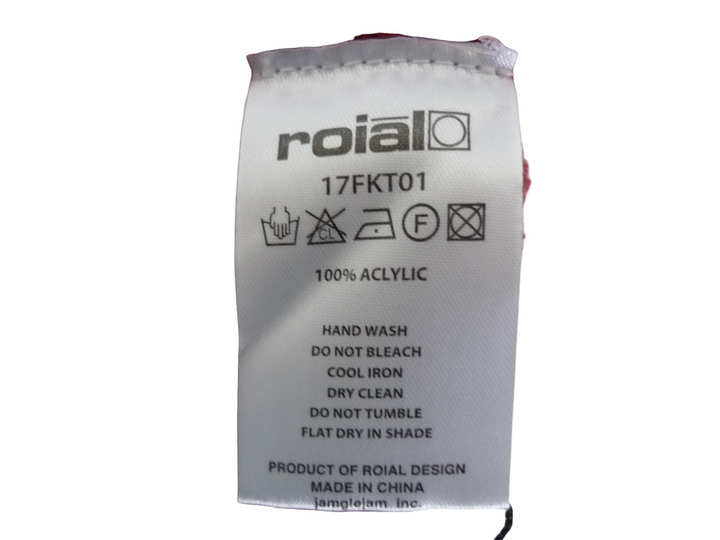 roiāl
17FKT01
CL F
100% ACLYLIC
HAND WASH
DO NOT BLEACH
COOL IRON
DRY CLEAN
DO NOT TUMBLE
FLAT DRY IN SHADE
PRODUCT OF ROIAL DESIGN
MADE IN CHINA
jamglejam inc.